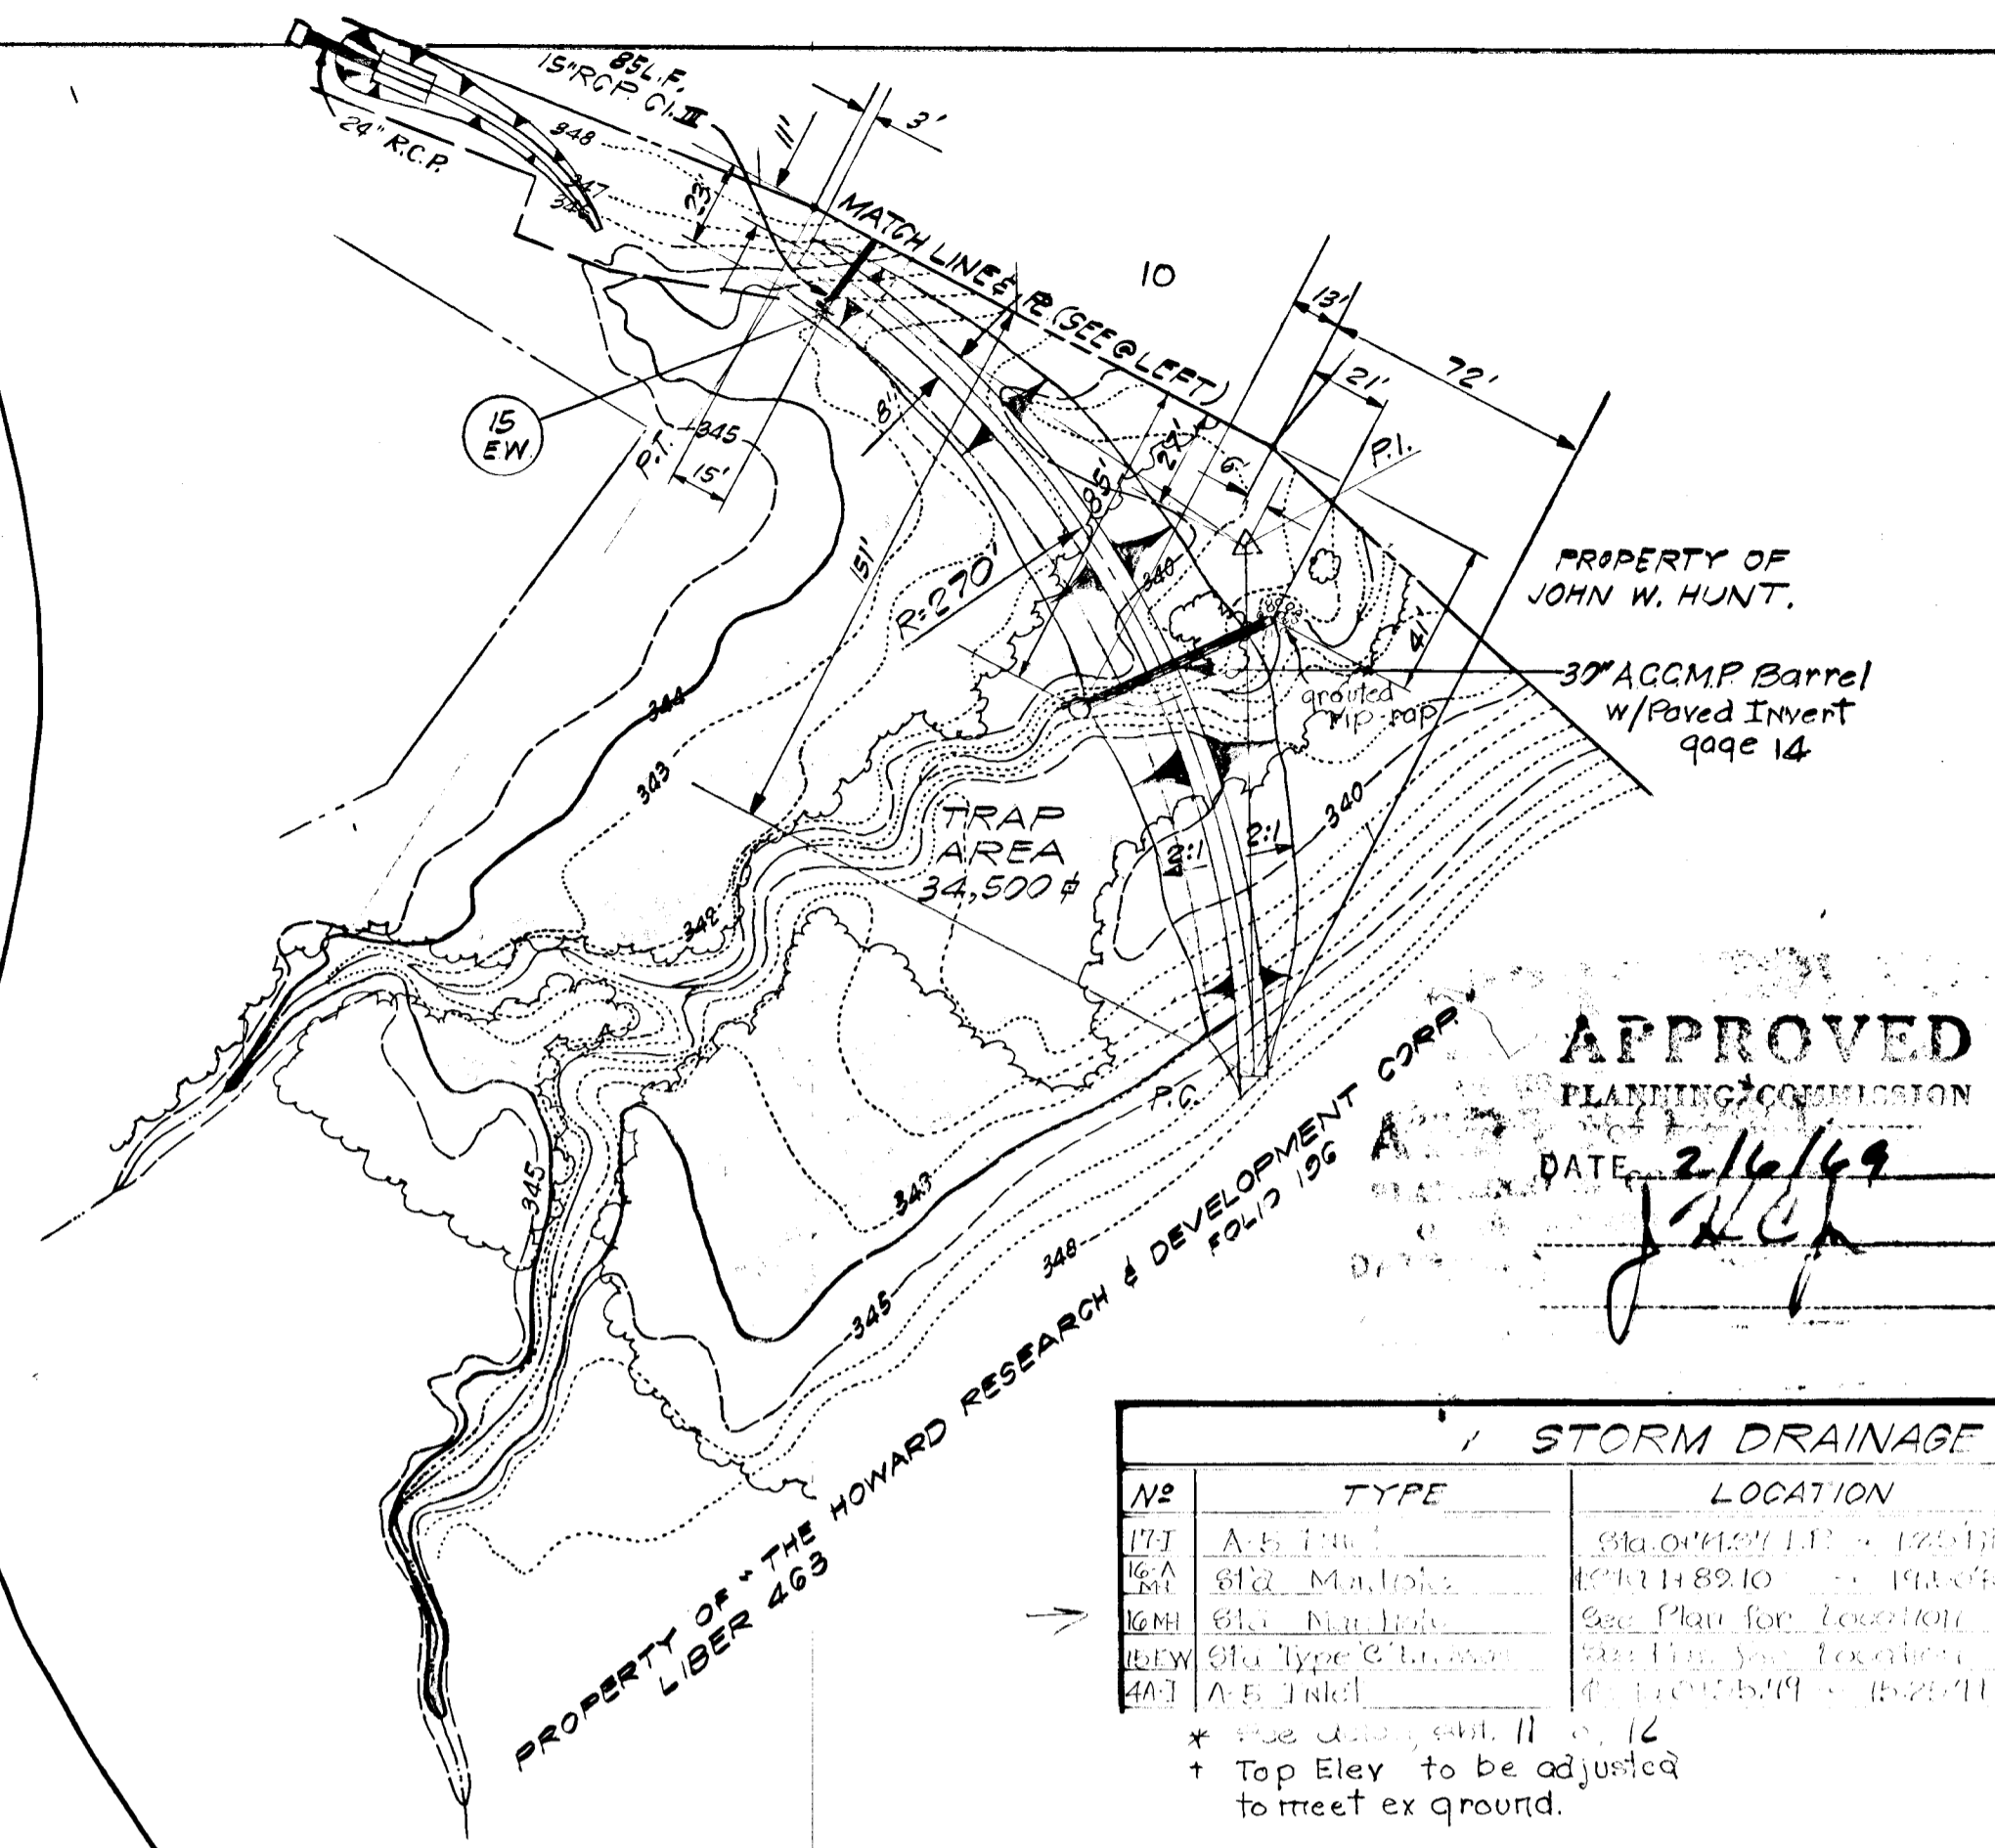 85 L.F.
15" R.C.P. Cl. III
24" R.C.P.
348
347
346
11'
3'
23'
MATCH LINE & ⅊ (SEE @ LEFT)
10
13'
72'
21'
15
E.W.
P.T.
345
15'
8'
27'
6'
P.I.
85'
151'
R=270'
340
41'
PROPERTY OF
JOHN W. HUNT.
30" A.C.C.M.P. Barrel
w/Paved Invert
gage 14
grouted
rip-rap
344
343
TRAP
AREA
34,500 ⌷
2:1
2:1
340
342
P.C.
345
343
348
345
PROPERTY OF "THE HOWARD RESEARCH & DEVELOPMENT CORP.
LIBER 463
FOLIO 196
APPROVED
PLANNING COMMISSION
DATE 2/6/69
STORM DRAINAGE
Nº TYPE LOCATION
17-I A-5 Inlet
16-A MH Std. Manhole
16 MH Std. Manhole See Plan for Location
15EW Std. Type 'C' Location
4A-I A-5 Inlet
* 11
† Top Elev to be adjusted
to meet ex ground.